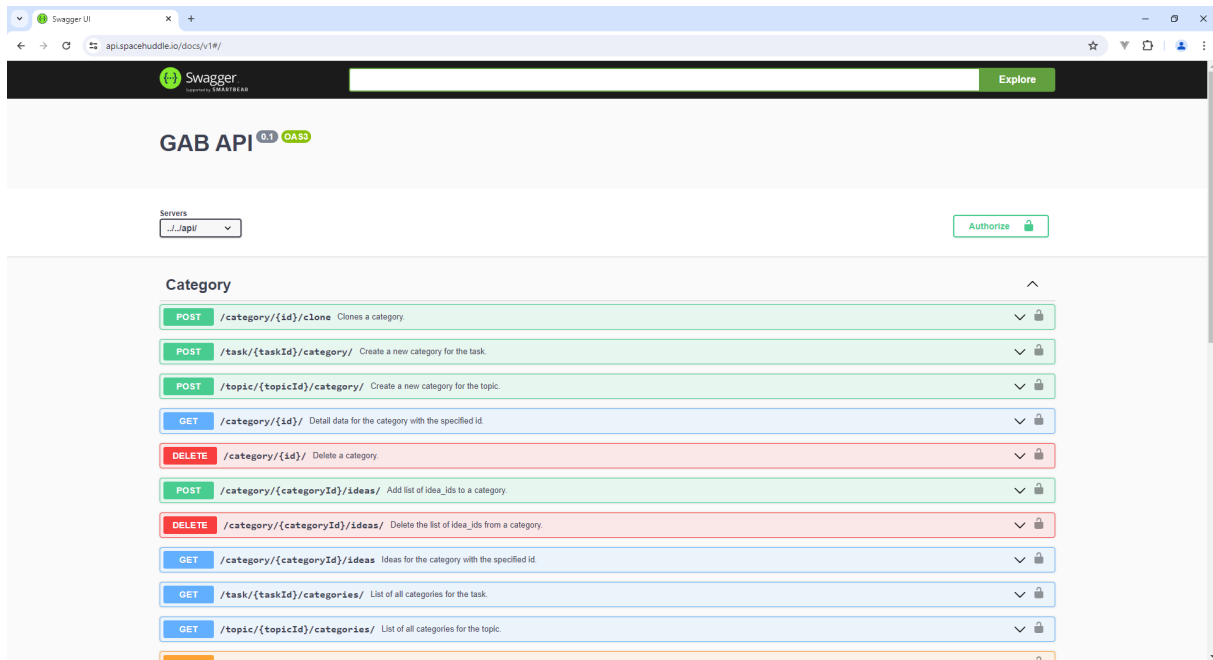 Swagger UI
api.spacehuddle.io/docs/v1#/
Swagger.
Supported by SMARTBEAR
Explore
GAB API 0.1 OAS3
Servers
../../api/
Authorize
Category
POST /category/{id}/clone Clones a category.
POST /task/{taskId}/category/ Create a new category for the task.
POST /topic/{topicId}/category/ Create a new category for the topic.
GET /category/{id}/ Detail data for the category with the specified id.
DELETE /category/{id}/ Delete a category.
POST /category/{categoryId}/ideas/ Add list of idea_ids to a category.
DELETE /category/{categoryId}/ideas/ Delete the list of idea_ids from a category.
GET /category/{categoryId}/ideas Ideas for the category with the specified id.
GET /task/{taskId}/categories/ List of all categories for the task.
GET /topic/{topicId}/categories/ List of all categories for the topic.